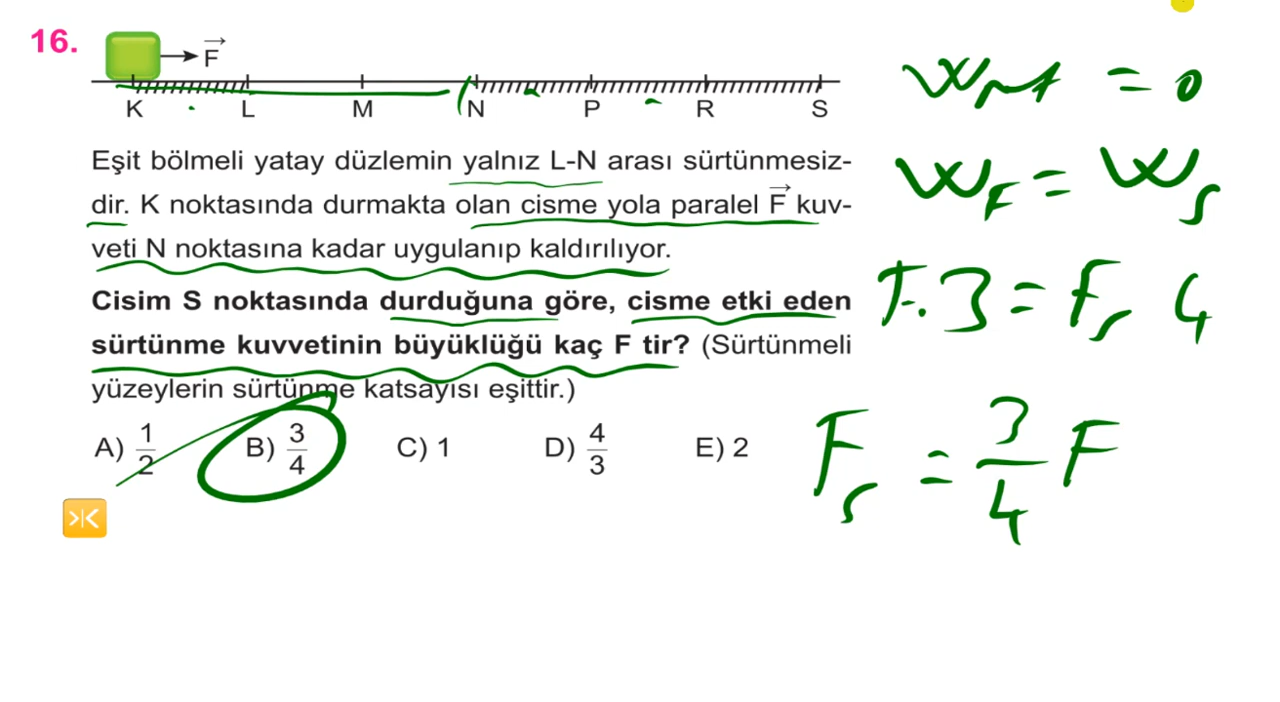 16.
F
K L M N P R S
Eşit bölmeli yatay düzlemin yalnız L-N arası sürtünmesiz-
dir. K noktasında durmakta olan cisme yola paralel F kuv-
veti N noktasına kadar uygulanıp kaldırılıyor.
Cisim S noktasında durduğuna göre, cisme etki eden
sürtünme kuvvetinin büyüklüğü kaç F tir? (Sürtünmeli
yüzeylerin sürtünme katsayısı eşittir.)
A) 1/2 B) 3/4 C) 1 D) 4/3 E) 2
= 0
W_F = W_s
F. 3 = F_s 4
F_s = 3/4 F